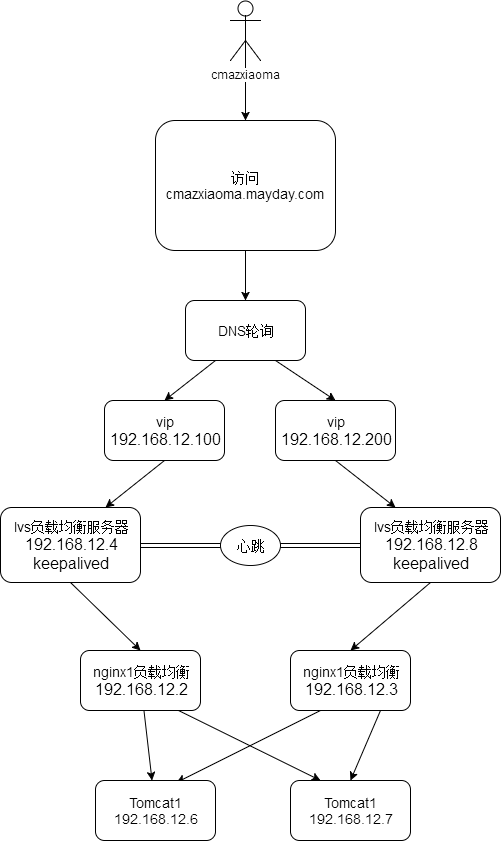 cmazxiaoma
访问
cmazxiaoma.mayday.com
DNS轮询
vip
192.168.12.100
vip
192.168.12.200
lvs负载均衡服务器
192.168.12.4
keepalived
心跳
lvs负载均衡服务器
192.168.12.8
keepalived
nginx1负载均衡
192.168.12.2
nginx1负载均衡
192.168.12.3
Tomcat1
192.168.12.6
Tomcat1
192.168.12.7